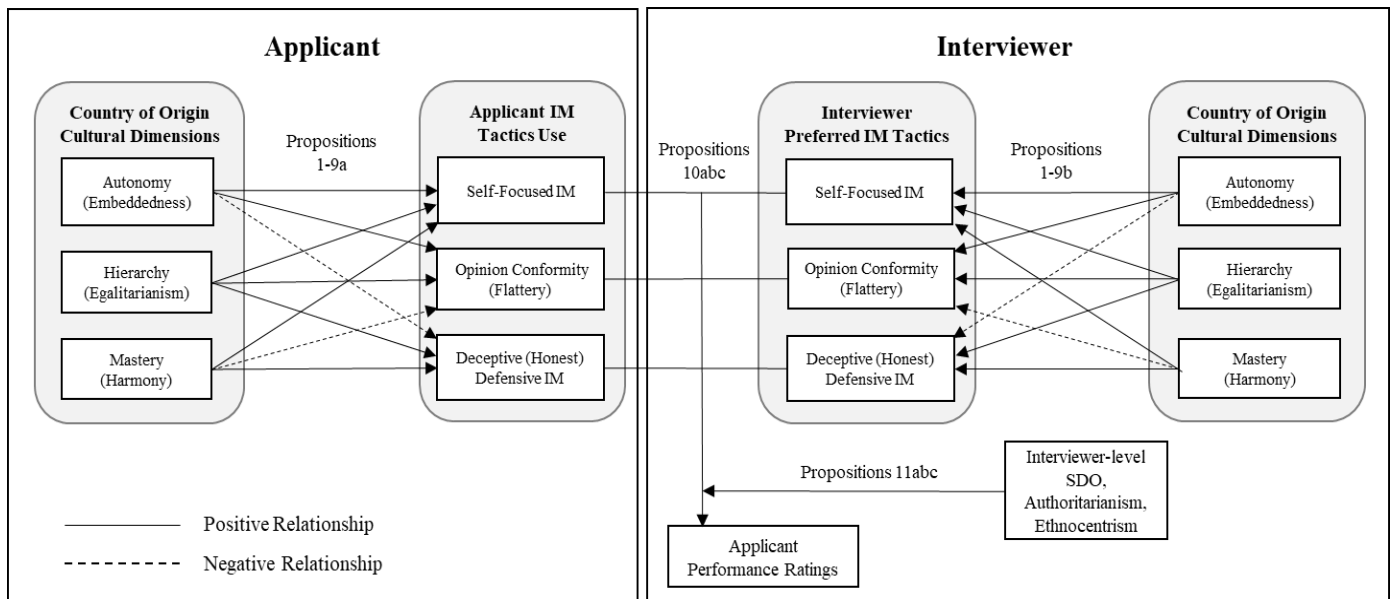 Applicant
Country of Origin
Cultural Dimensions
Propositions
1-9a
Applicant IM
Tactics Use
Autonomy
(Embeddedness)
Hierarchy
(Egalitarianism)
Mastery
(Harmony)
Self-Focused IM
Opinion Conformity
(Flattery)
Deceptive (Honest)
Defensive IM
Positive Relationship
Negative Relationship
Interviewer
Propositions
10abc
Interviewer
Preferred IM Tactics
Propositions
1-9b
Country of Origin
Cultural Dimensions
Self-Focused IM
Opinion Conformity
(Flattery)
Deceptive (Honest)
Defensive IM
Autonomy
(Embeddedness)
Hierarchy
(Egalitarianism)
Mastery
(Harmony)
Propositions 11abc
Interviewer-level
SDO,
Authoritarianism,
Ethnocentrism
Applicant
Performance Ratings